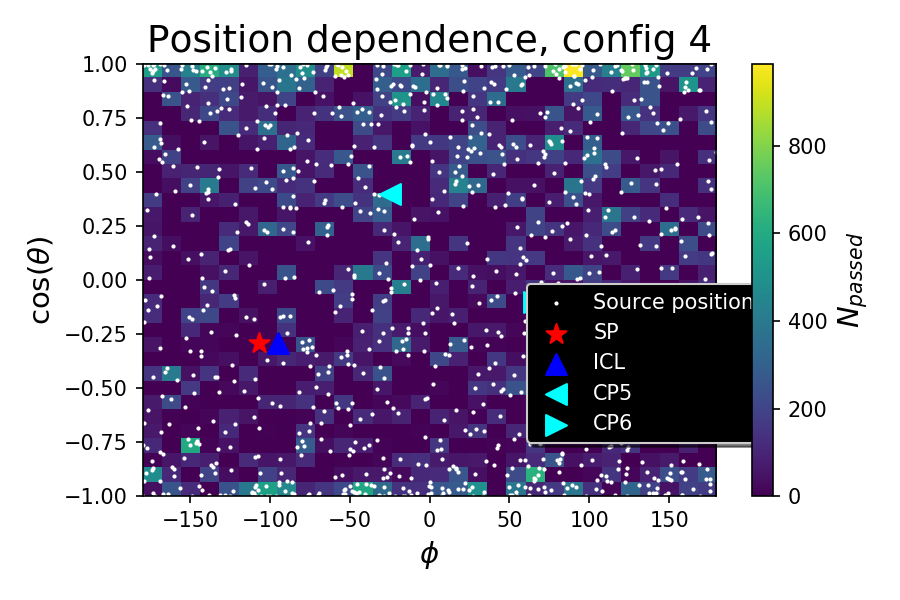 Position dependence, config 4
1.00
0.75
0.50
0.25
0.00
−0.25
−0.50
−0.75
−1.00
cos(θ)
−150
−100
−50
0
50
100
150
ϕ
Source position
SP
ICL
CP5
CP6
800
600
400
200
0
N_passed